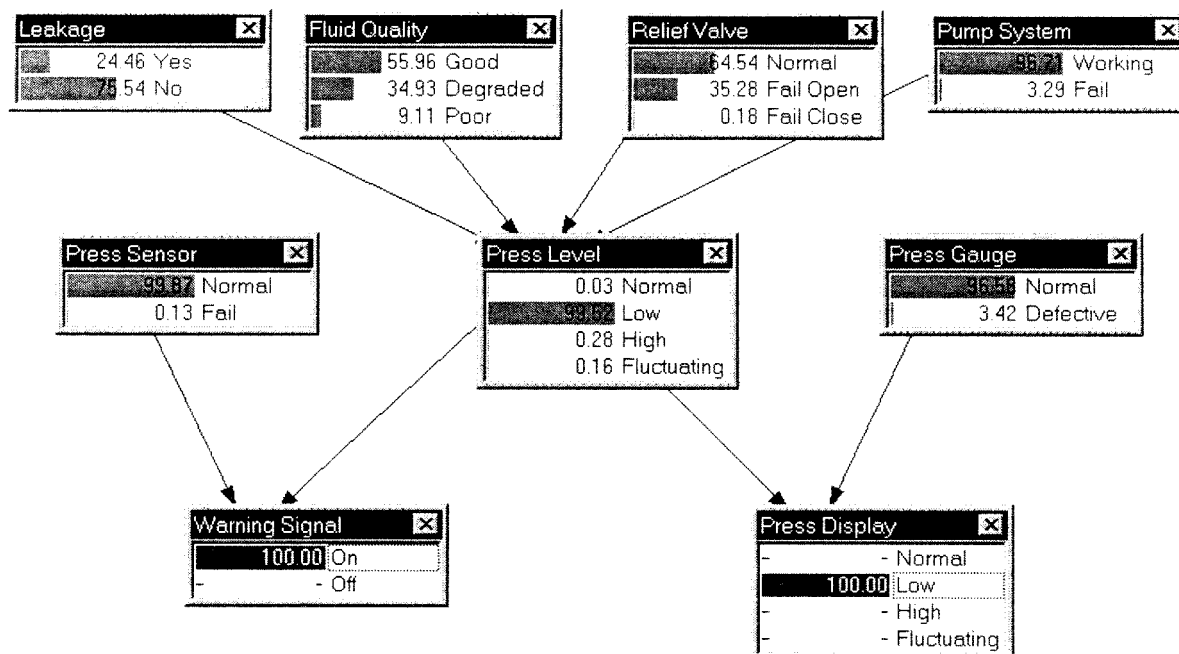 Leakage
24.46 Yes
75.54 No
Fluid Quality
55.96 Good
34.93 Degraded
9.11 Poor
Relief Valve
64.54 Normal
35.28 Fail Open
0.18 Fail Close
Pump System
96.71 Working
3.29 Fail
Press Sensor
99.87 Normal
0.13 Fail
Press Level
0.03 Normal
Low
0.28 High
0.16 Fluctuating
Press Gauge
96.58 Normal
3.42 Defective
Warning Signal
100.00 On
- - Off
Press Display
- - Normal
100.00 Low
- - High
- - Fluctuating